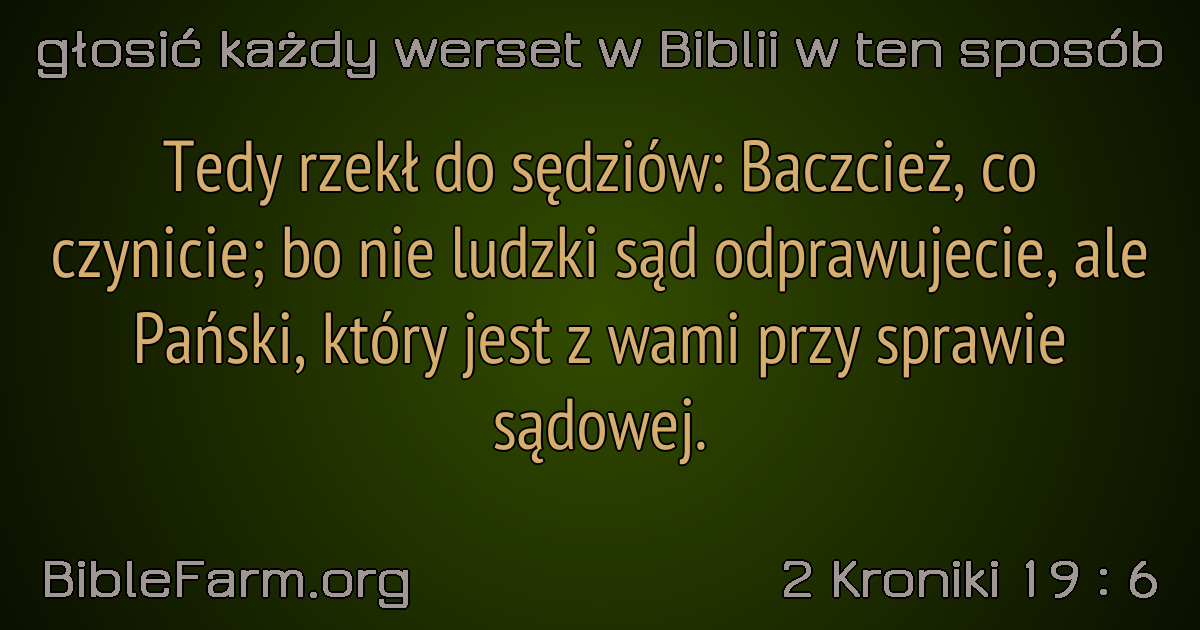 głosić każdy werset w Biblii w ten sposób
Tedy rzekł do sędziów: Baczcież, co
czynicie; bo nie ludzki sąd odprawujecie, ale
Pański, który jest z wami przy sprawie
sądowej.
BibleFarm.org
2 Kroniki 19 : 6